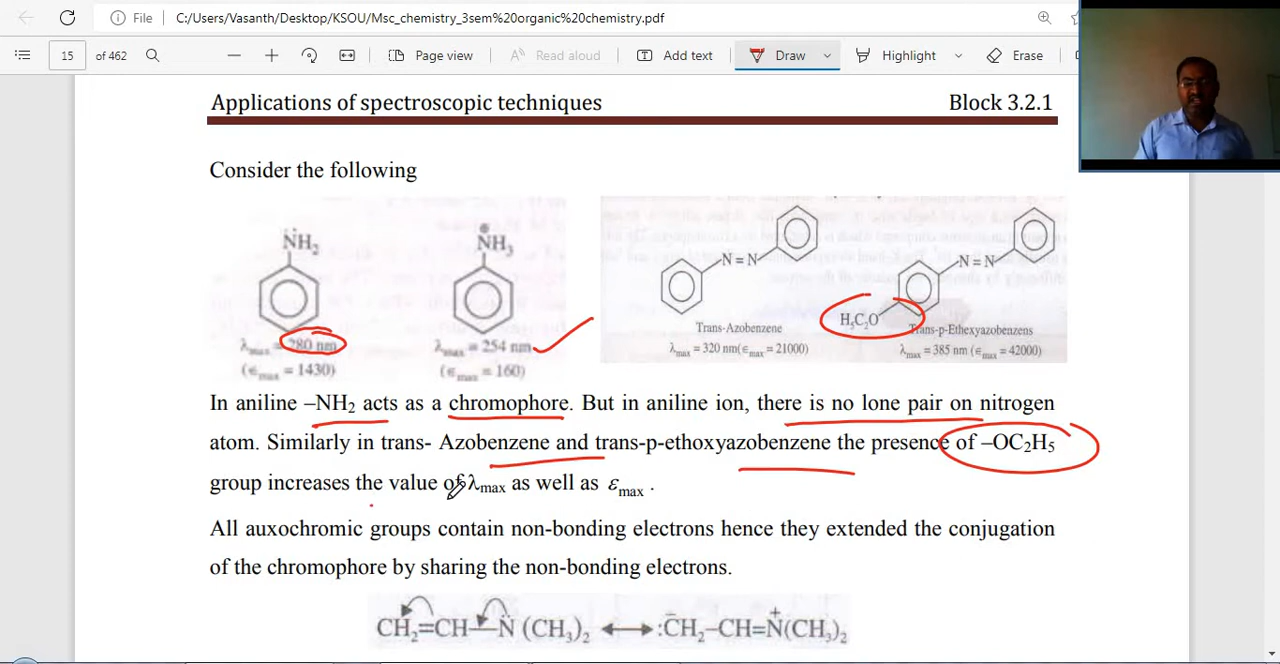 File C:/Users/Vasanth/Desktop/KSOU/Msc_chemistry_3sem%20organic%20chemistry.pdf
15 of 462 Page view Read aloud Add text Draw Highlight Erase
Applications of spectroscopic techniques Block 3.2.1
Consider the following
N̈H₂ N⊕H₃
N=N
N=N
H₅C₂O
Trans-Azobenzene Trans-p-Ethexyazobenzens
λmax = 280 nm λmax = 254 nm λmax = 320 nm(ϵmax = 21000) λmax = 385 nm (ϵmax = 42000)
(ϵmax = 1430) (ϵmax = 160)
In aniline –NH₂ acts as a chromophore. But in aniline ion, there is no lone pair on nitrogen
atom. Similarly in trans- Azobenzene and trans-p-ethoxyazobenzene the presence of –OC₂H₅
group increases the value of λmax as well as εmax .
All auxochromic groups contain non-bonding electrons hence they extended the conjugation
of the chromophore by sharing the non-bonding electrons.
CH₂=CH–N̈ (CH₃)₂ ↔ :C̄H₂–CH=N⁺(CH₃)₂